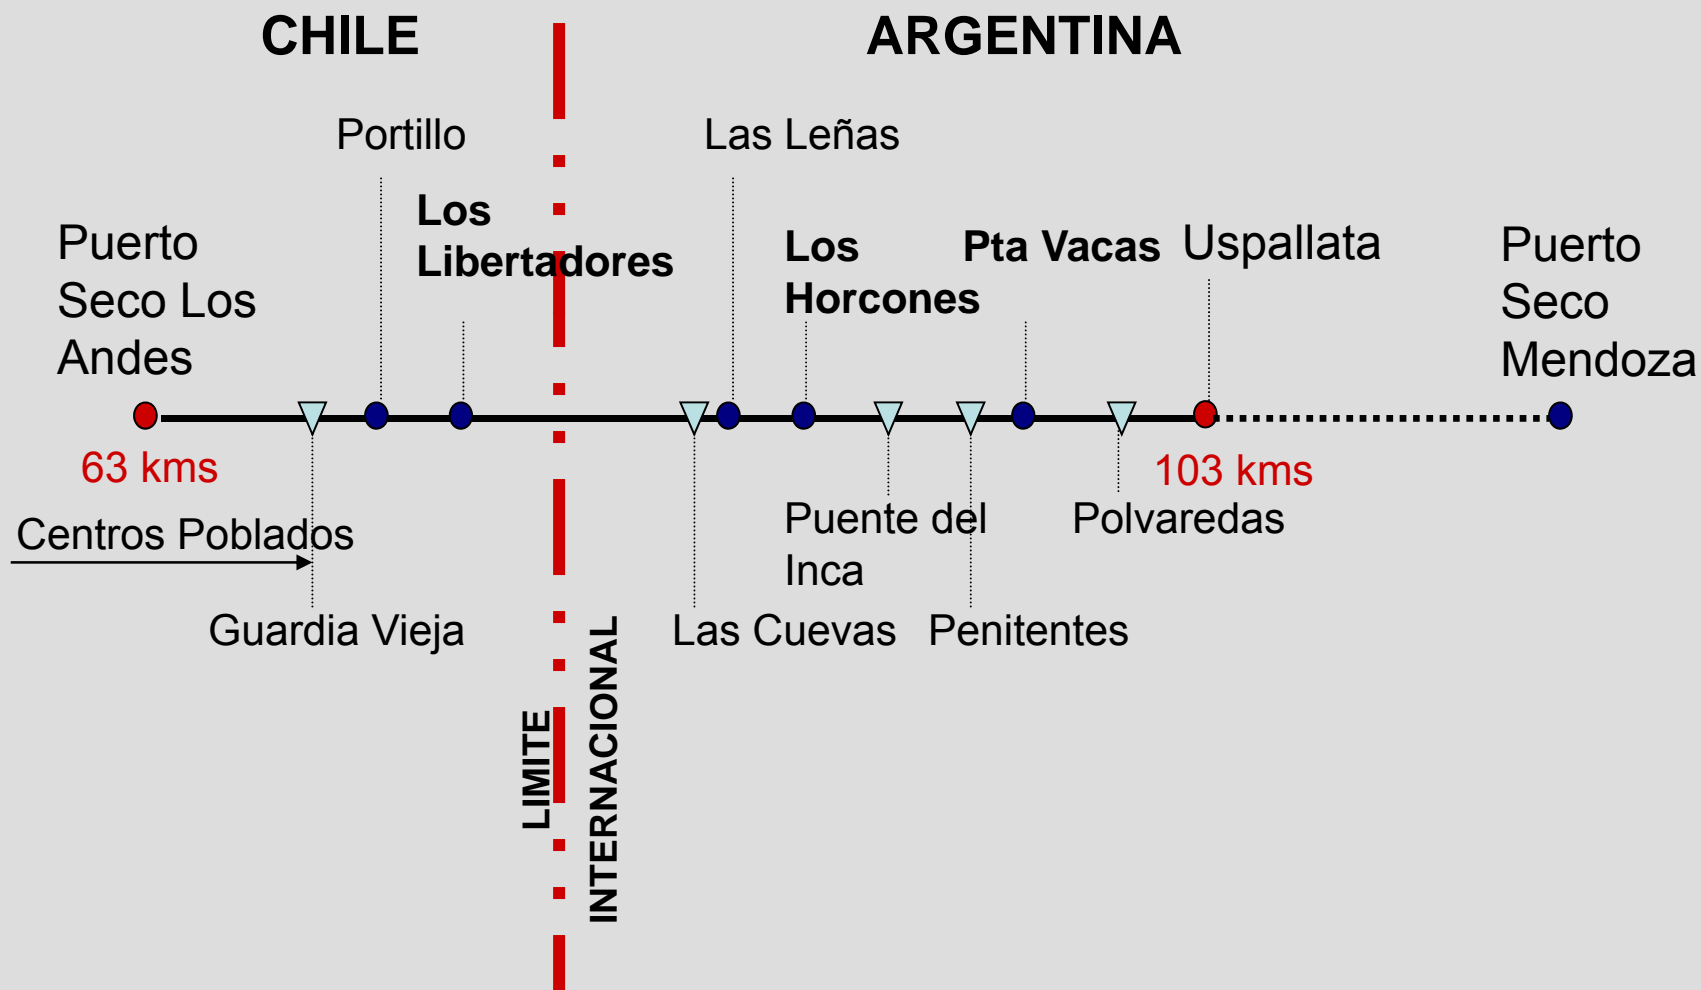 CHILE
ARGENTINA
Portillo
Las Leñas
Los
Libertadores
Puerto
Seco Los
Andes
Los
Horcones
Pta Vacas
Uspallata
Puerto
Seco
Mendoza
63 kms
103 kms
Centros Poblados
Puente del
Inca
Polvaredas
Guardia Vieja
Las Cuevas
Penitentes
LIMITE
INTERNACIONAL